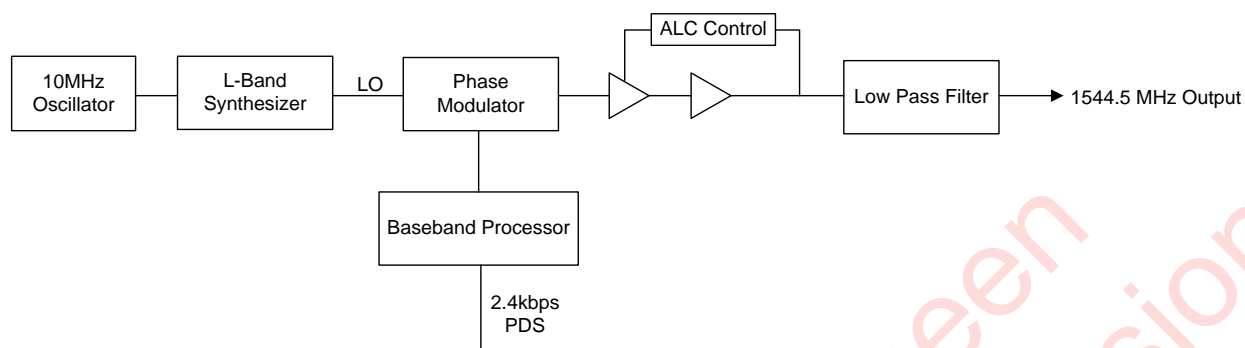 ALC Control
10MHz
Oscillator
L-Band
Synthesizer
LO
Phase
Modulator
Low Pass Filter
1544.5 MHz Output
Baseband Processor
2.4kbps
PDS